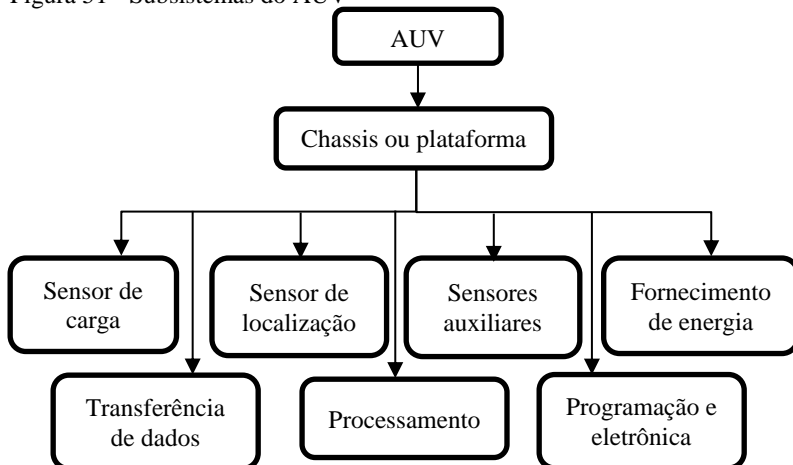 Figura 31 - Subsistemas do AUV
AUV
Chassis ou plataforma
Sensor de
carga
Sensor de
localização
Sensores
auxiliares
Fornecimento
de energia
Transferência
de dados
Processamento
Programação e
eletrônica